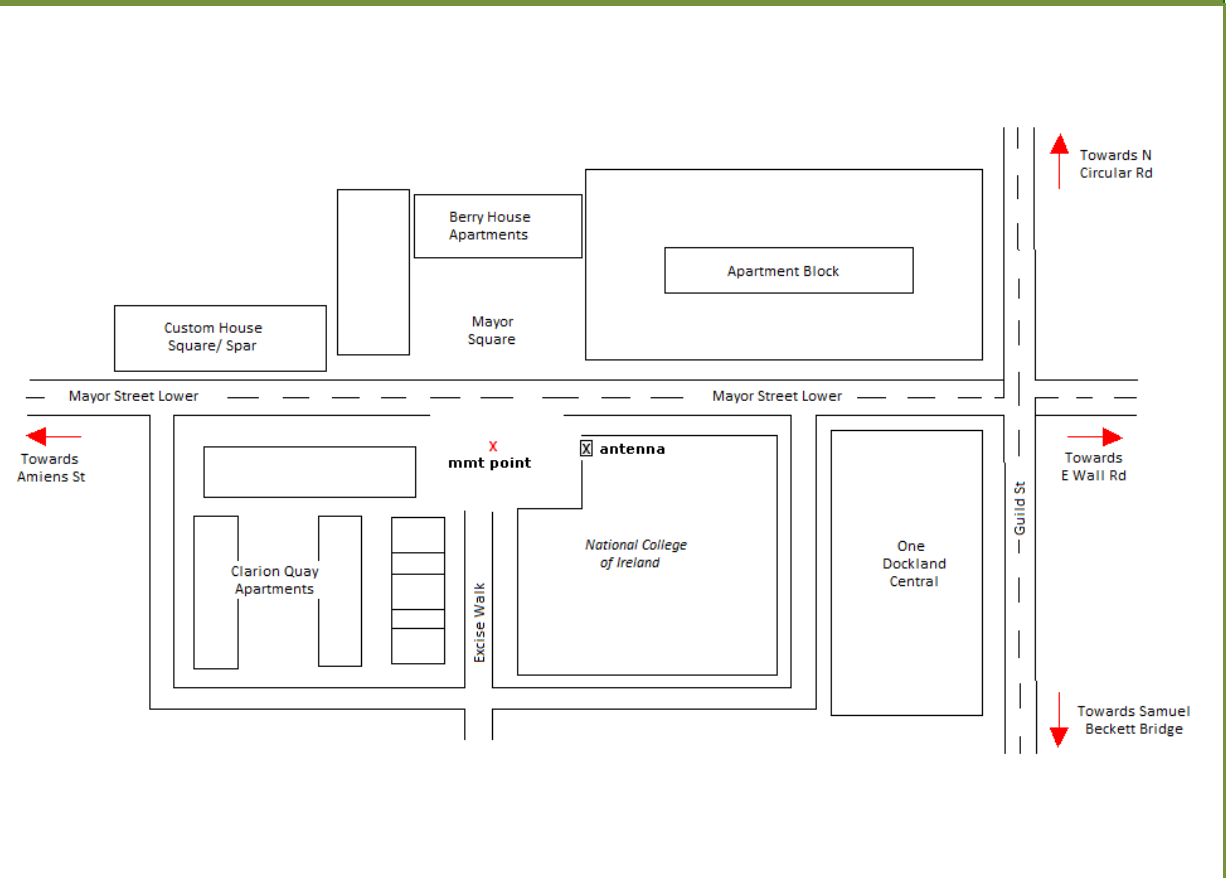 Towards N
Circular Rd
Berry House
Apartments
Apartment Block
Custom House
Square/ Spar
Mayor
Square
Mayor Street Lower
Mayor Street Lower
X
mmt point
X antenna
Towards
Amiens St
Towards
E Wall Rd
Guild St
National College
of Ireland
One
Dockland
Central
Clarion Quay
Apartments
Excise Walk
Towards Samuel
Beckett Bridge